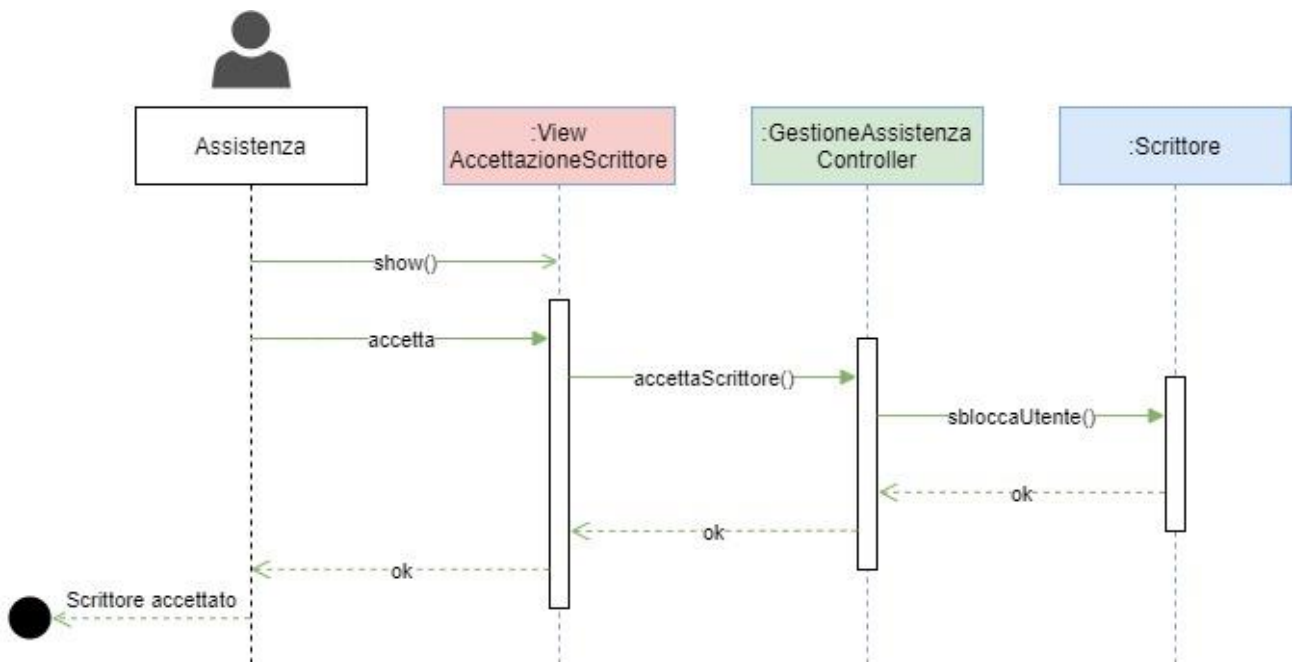 Assistenza
:View
AccettazioneScrittore
:GestioneAssistenza
Controller
:Scrittore
show()
accetta
accettaScrittore()
sbloccaUtente()
ok
ok
ok
Scrittore accettato